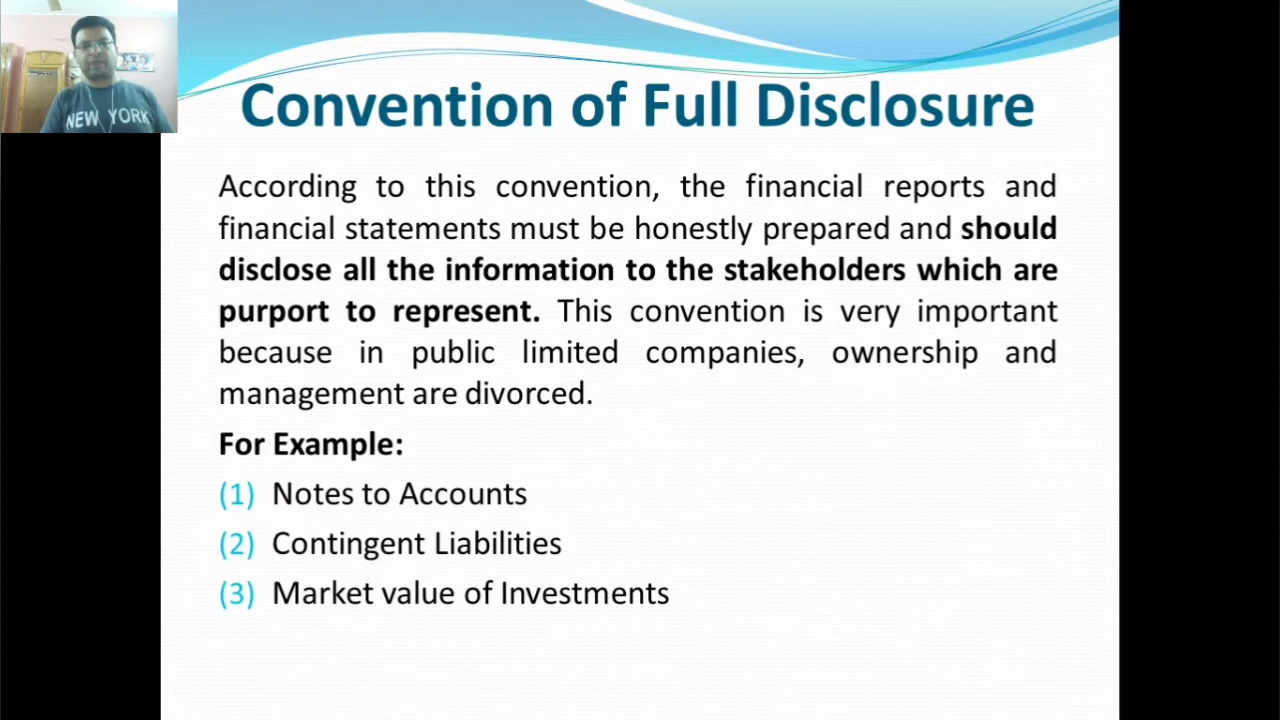 NEW YORK
Convention of Full Disclosure
According to this convention, the financial reports and
financial statements must be honestly prepared and should
disclose all the information to the stakeholders which are
purport to represent. This convention is very important
because in public limited companies, ownership and
management are divorced.
For Example:
(1) Notes to Accounts
(2) Contingent Liabilities
(3) Market value of Investments